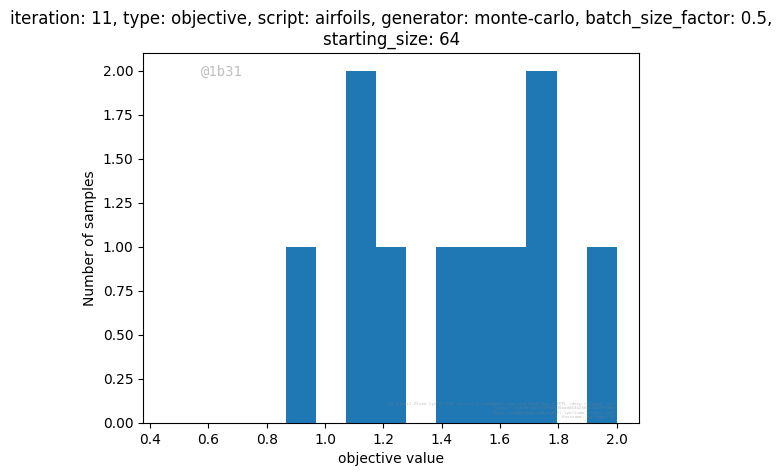 iteration: 11, type: objective, script: airfoils, generator: monte-carlo, batch_size_factor: 0.5,
starting_size: 64
@1b31
2.00
1.75
1.50
1.25
1.00
0.75
0.50
0.25
0.00
Number of samples
0.4 0.6 0.8 1.0 1.2 1.4 1.6 1.8 2.0
objective value